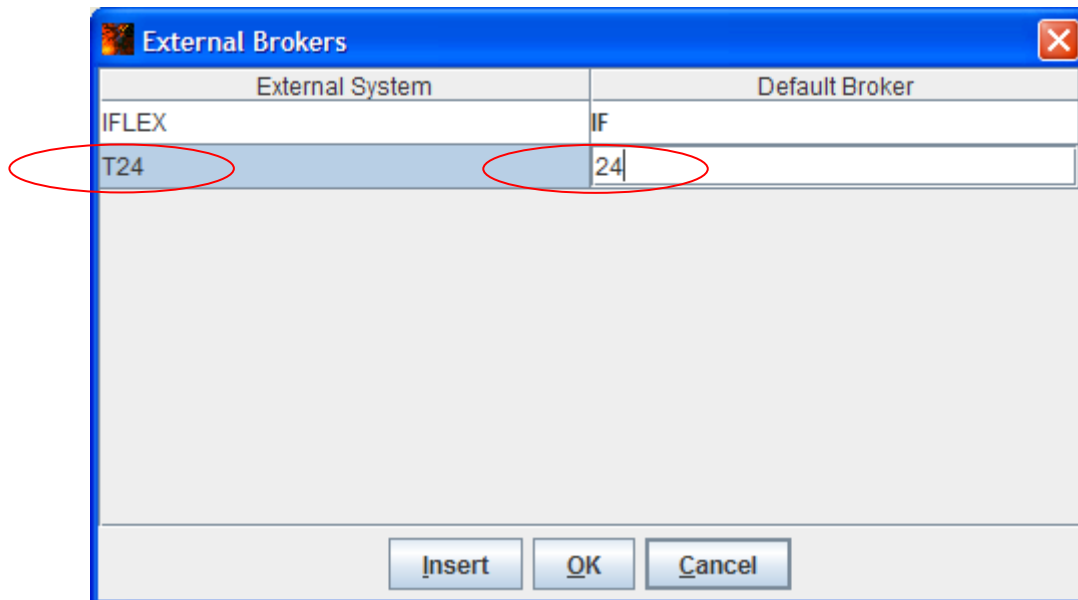 External Brokers
External System Default Broker
IFLEX IF
T24 24
Insert OK Cancel